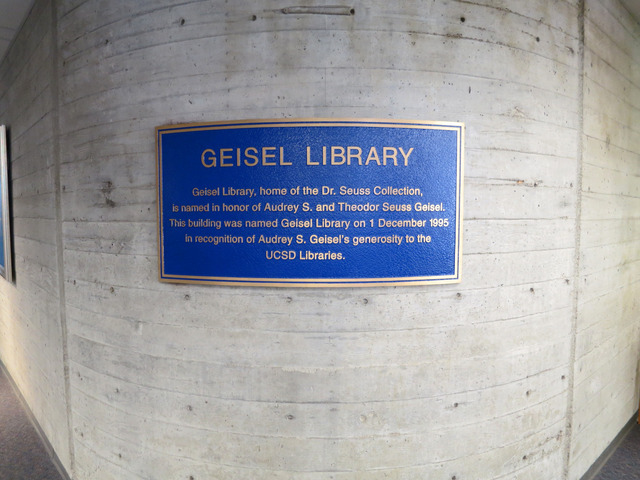 GEISEL LIBRARY
Geisel Library, home of the Dr. Seuss Collection,
is named in honor of Audrey S. and Theodor Seuss Geisel.
This building was named Geisel Library on 1 December 1995
in recognition of Audrey S. Geisel's generosity to the
UCSD Libraries.